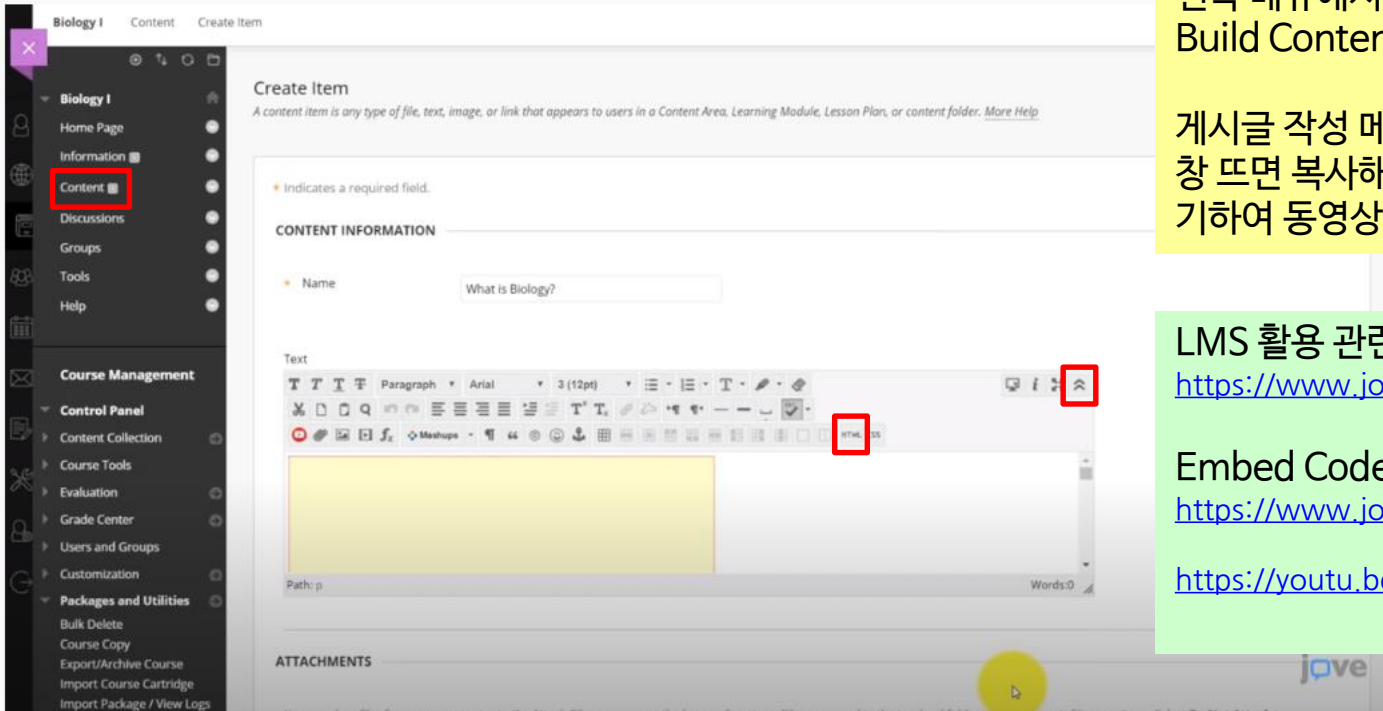 Biology I Content Create Item
Biology I
Home Page
Information
Content
Discussions
Groups
Tools
Help
Course Management
Control Panel
Content Collection
Course Tools
Evaluation
Grade Center
Users and Groups
Customization
Packages and Utilities
Bulk Delete
Course Copy
Export/Archive Course
Import Course Cartridge
Import Package / View Logs
Create Item
A content item is any type of file, text, image, or link that appears to users in a Content Area, Learning Module, Lesson Plan, or content folder. More Help
Indicates a required field.
CONTENT INFORMATION
Name What is Biology?
Text
Paragraph Arial 3 (12pt)
Mashups HTML CSS
Path: p Words:0
ATTACHMENTS
Build Conten
게시글 작성 메
창 뜨면 복사하
기하여 동영상
LMS 활용 관련
https://www.jo
Embed Code
https://www.jo
https://youtu.be
jove